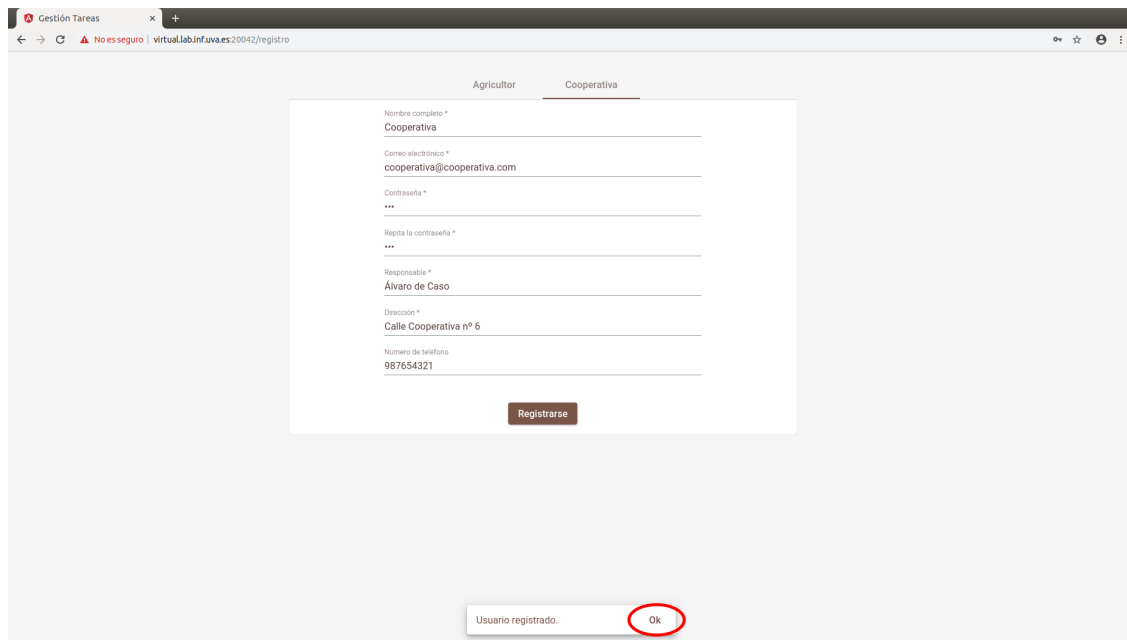 Gestión Tareas
No es seguro | virtual.lab.inf.uva.es:20042/registro
Agricultor Cooperativa
Nombre completo *
Cooperativa
Correo electrónico *
cooperativa@cooperativa.com
Contraseña *
•••
Repita la contraseña *
•••
Responsable *
Álvaro de Caso
Dirección *
Calle Cooperativa nº 6
Número de teléfono
987654321
Registrarse
Usuario registrado. Ok